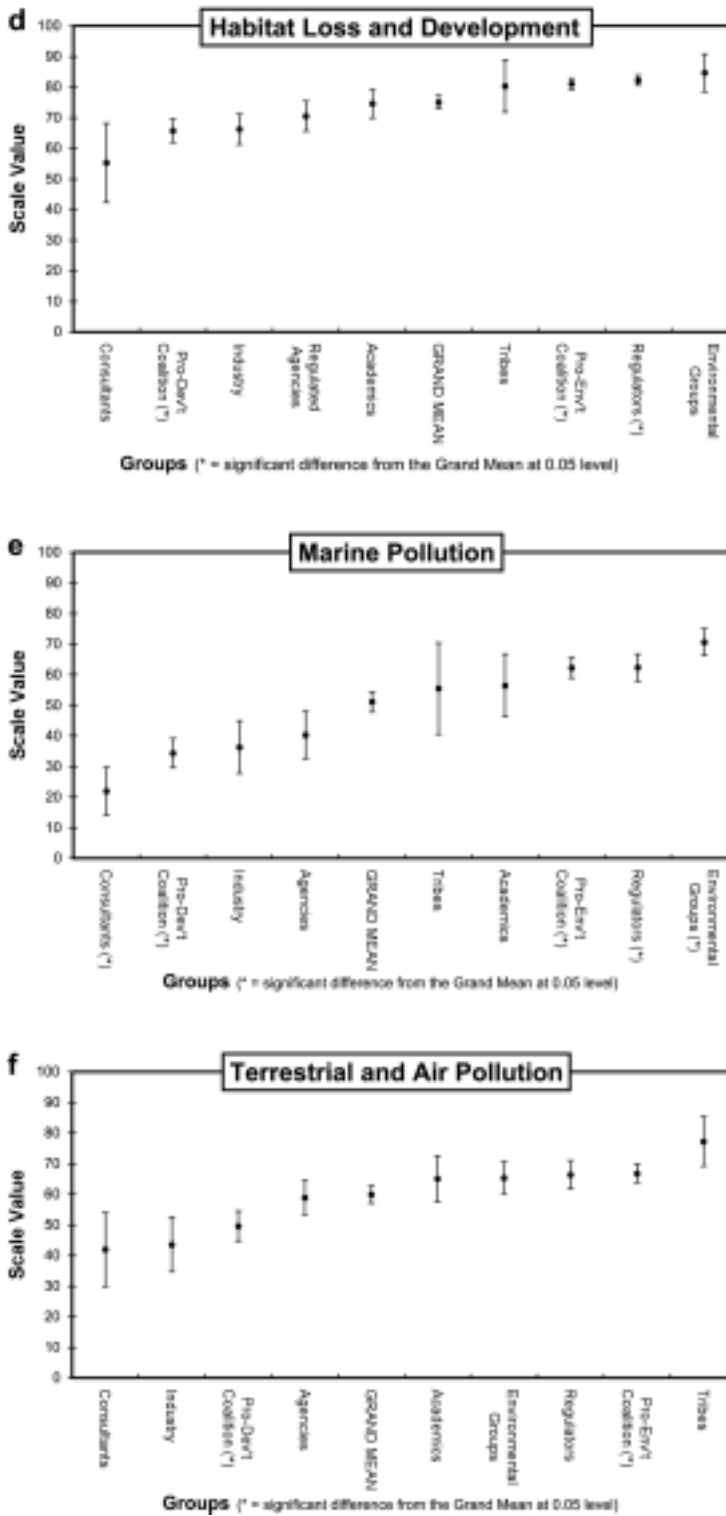 d
Habitat Loss and Development
Scale Value
100
90
80
70
60
50
40
30
20
10
0
Consultants
Pro-Dev't
Coalition (*)
Industry
Regulated
Agencies
Academics
GRAND MEAN
Tribes
Pro-Env't
Coalition (*)
Regulators (*)
Environmental
Groups
Groups (* = significant difference from the Grand Mean at 0.05 level)
e
Marine Pollution
Scale Value
100
90
80
70
60
50
40
30
20
10
0
Consultants (*)
Pro-Dev't
Coalition (*)
Industry
Agencies
GRAND MEAN
Tribes
Academics
Pro-Env't
Coalition (*)
Regulators (*)
Environmental
Groups (*)
Groups (* = significant difference from the Grand Mean at 0.05 level)
f
Terrestrial and Air Pollution
Scale Value
100
90
80
70
60
50
40
30
20
10
0
Consultants
Industry
Pro-Dev't
Coalition (*)
Agencies
GRAND MEAN
Academics
Environmental
Groups
Regulators
Pro-Env't
Coalition (*)
Tribes
Groups (* = significant difference from the Grand Mean at 0.05 level)